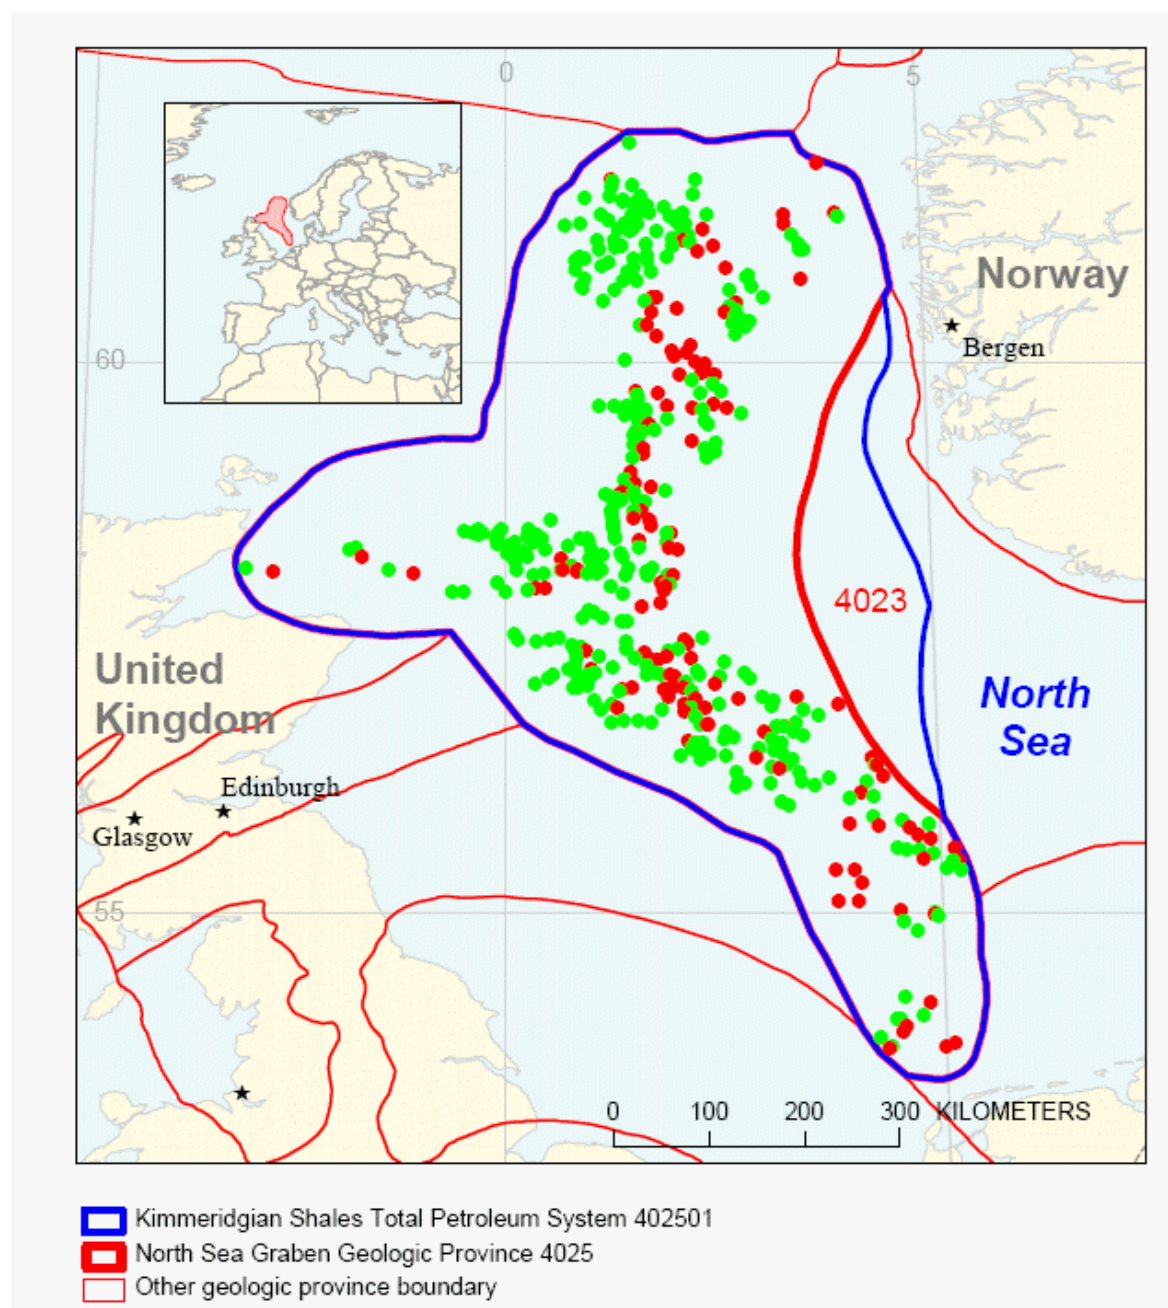 0
5
Norway
Bergen
60
4023
United
Kingdom
North
Sea
Edinburgh
Glasgow
55
0 100 200 300 KILOMETERS
Kimmeridgian Shales Total Petroleum System 402501
North Sea Graben Geologic Province 4025
Other geologic province boundary